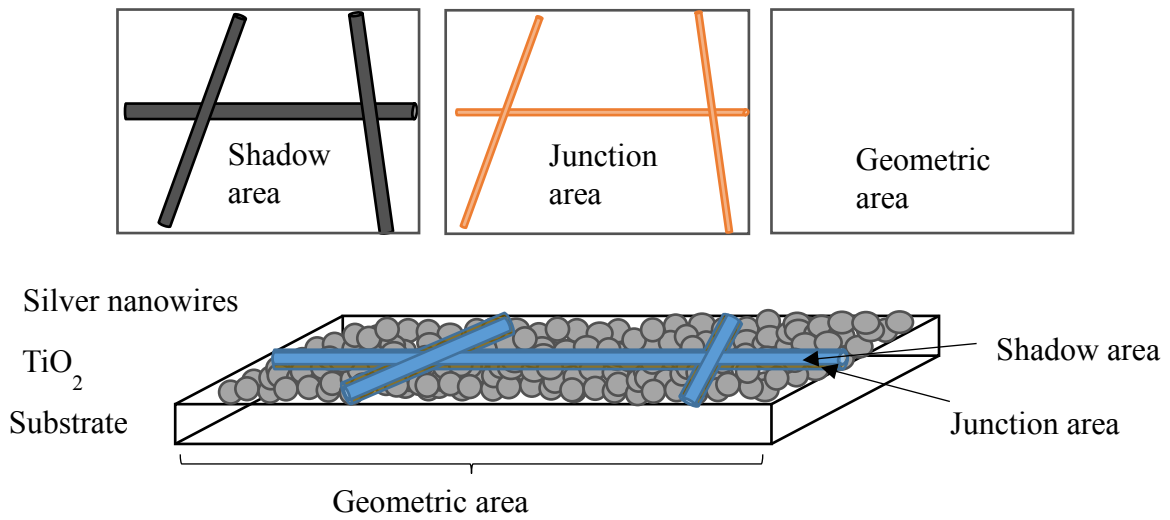 Shadow
area
Junction
area
Geometric
area
Silver nanowires
TiO2
Substrate
Shadow area
Junction area
Geometric area